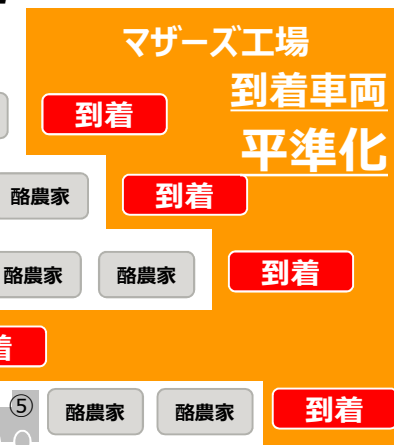 マザーズ工場
到着車両
平準化
到着
酪農家 到着
酪農家 酪農家 到着
着
⑤ 酪農家 酪農家 到着